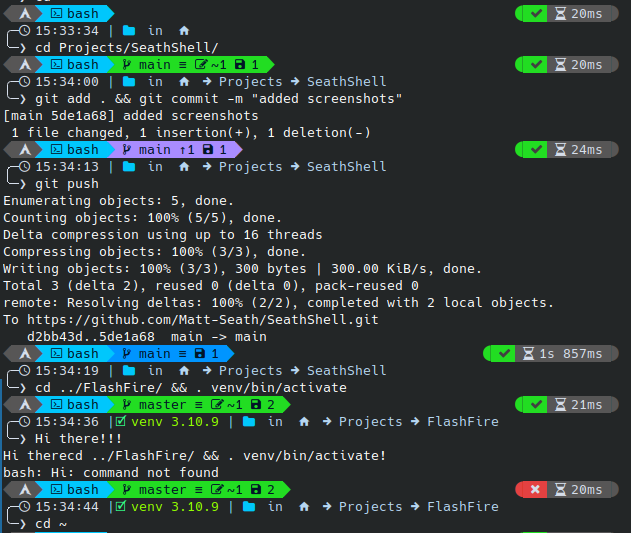 cd
bash 20ms
15:33:34 | in
cd Projects/SeathShell/
bash main ≡ ~1 1 20ms
15:34:00 | in → Projects → SeathShell
git add . && git commit -m "added screenshots"
[main 5de1a68] added screenshots
1 file changed, 1 insertion(+), 1 deletion(-)
bash main ↑1 1 24ms
15:34:13 | in → Projects → SeathShell
git push
Enumerating objects: 5, done.
Counting objects: 100% (5/5), done.
Delta compression using up to 16 threads
Compressing objects: 100% (3/3), done.
Writing objects: 100% (3/3), 300 bytes | 300.00 KiB/s, done.
Total 3 (delta 2), reused 0 (delta 0), pack-reused 0
remote: Resolving deltas: 100% (2/2), completed with 2 local objects.
To https://github.com/Matt-Seath/SeathShell.git
d2bb43d..5de1a68 main -> main
bash main ≡ 1 1s 857ms
15:34:19 | in → Projects → SeathShell
cd ../FlashFire/ && . venv/bin/activate
bash master ≡ ~1 2 21ms
15:34:36 | venv 3.10.9 | in → Projects → FlashFire
Hi there!!!
Hi therecd ../FlashFire/ && . venv/bin/activate!
bash: Hi: command not found
bash master ≡ ~1 2 20ms
15:34:44 | venv 3.10.9 | in → Projects → FlashFire
cd ~